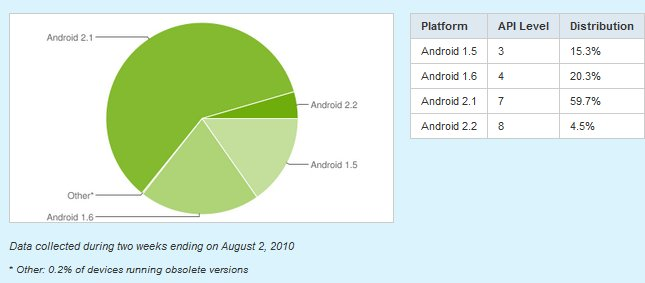 Android 2.1
Android 2.2
Android 1.5
Other*
Android 1.6
Platform API Level Distribution
Android 1.5 3 15.3%
Android 1.6 4 20.3%
Android 2.1 7 59.7%
Android 2.2 8 4.5%
Data collected during two weeks ending on August 2, 2010
* Other: 0.2% of devices running obsolete versions